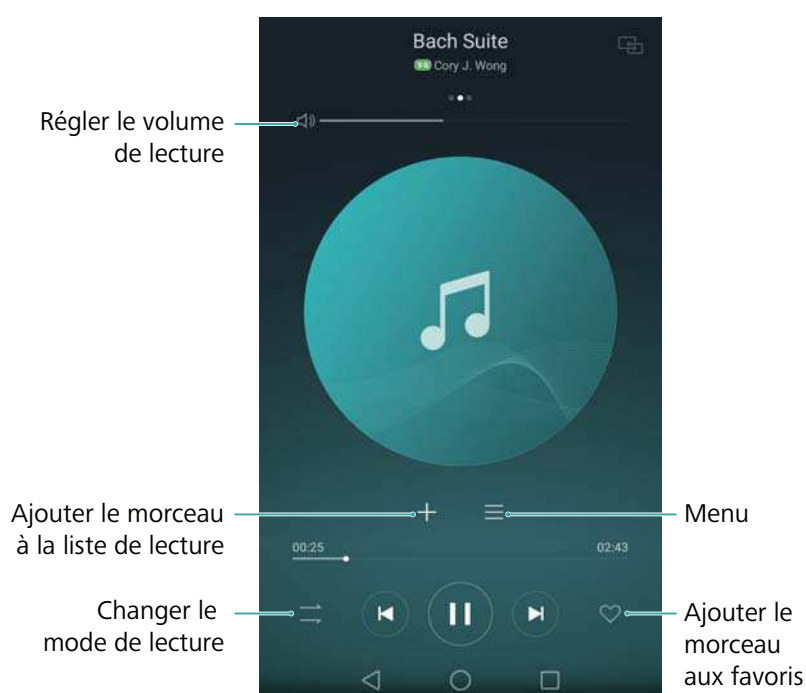 Bach Suite
SQ Cory J. Wong
Régler le volume
de lecture
Ajouter le morceau
à la liste de lecture
Menu
00:25
02:43
Changer le
mode de lecture
Ajouter le
morceau
aux favoris